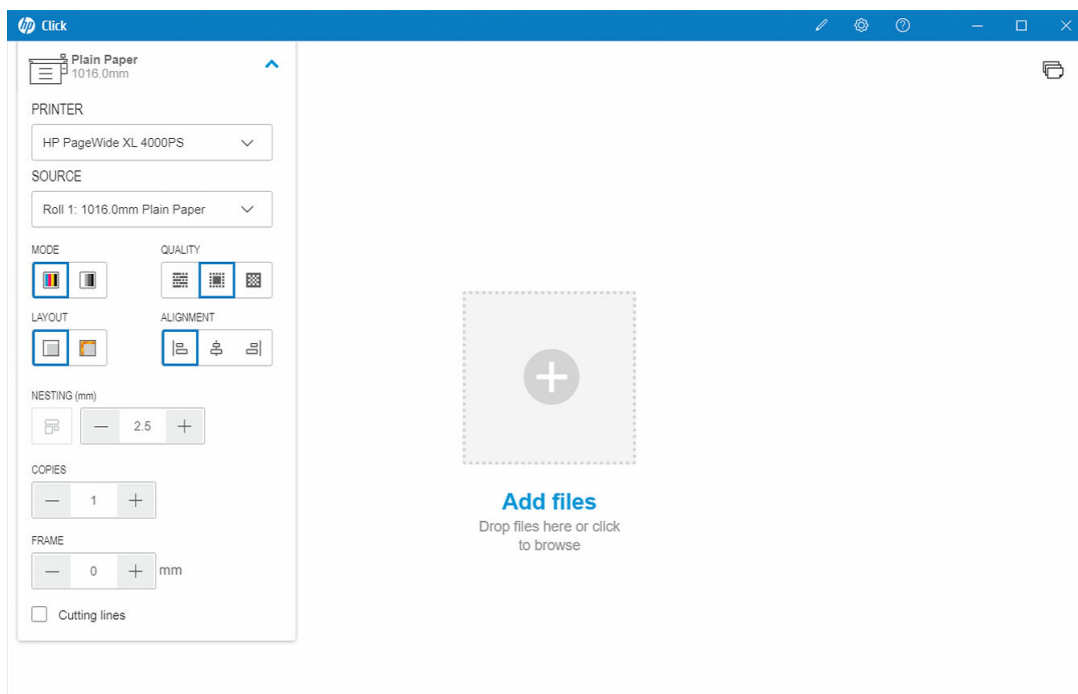 hp Click
Plain Paper
1016.0mm
PRINTER
HP PageWide XL 4000PS
SOURCE
Roll 1: 1016.0mm Plain Paper
MODE QUALITY
LAYOUT ALIGNMENT
NESTING (mm)
2.5
COPIES
1
FRAME
0 mm
Cutting lines
Add files
Drop files here or click
to browse